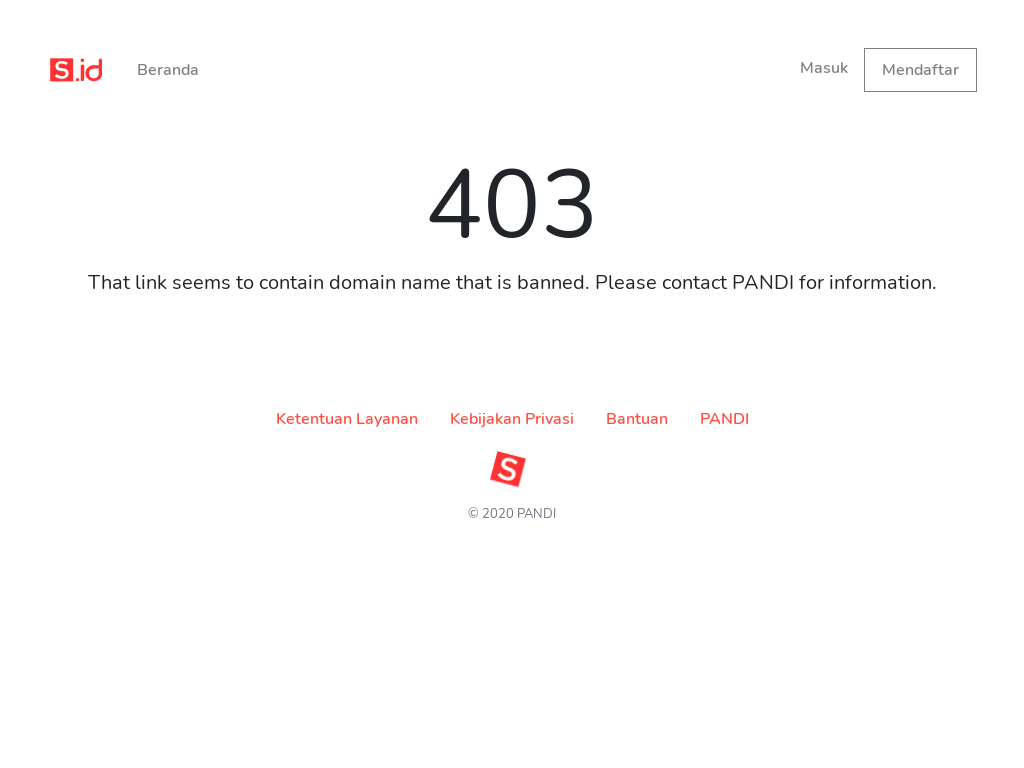 S.id
Beranda
Masuk
Mendaftar
403
That link seems to contain domain name that is banned. Please contact PANDI for information.
Ketentuan Layanan
Kebijakan Privasi
Bantuan
PANDI
S
© 2020 PANDI